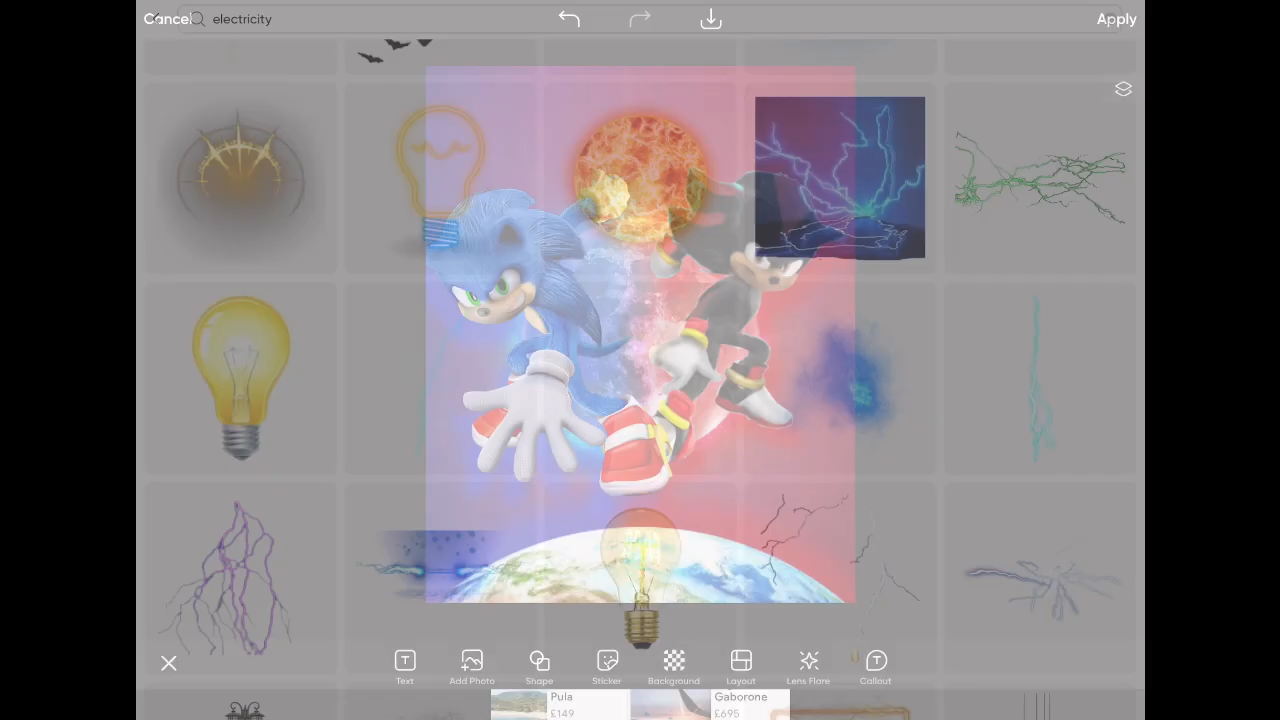 Cancel
electricity
Apply
Text
Add Photo
Shape
Sticker
Background
Layout
Lens Flare
Callout
Pula
£149
Gaborone
£695